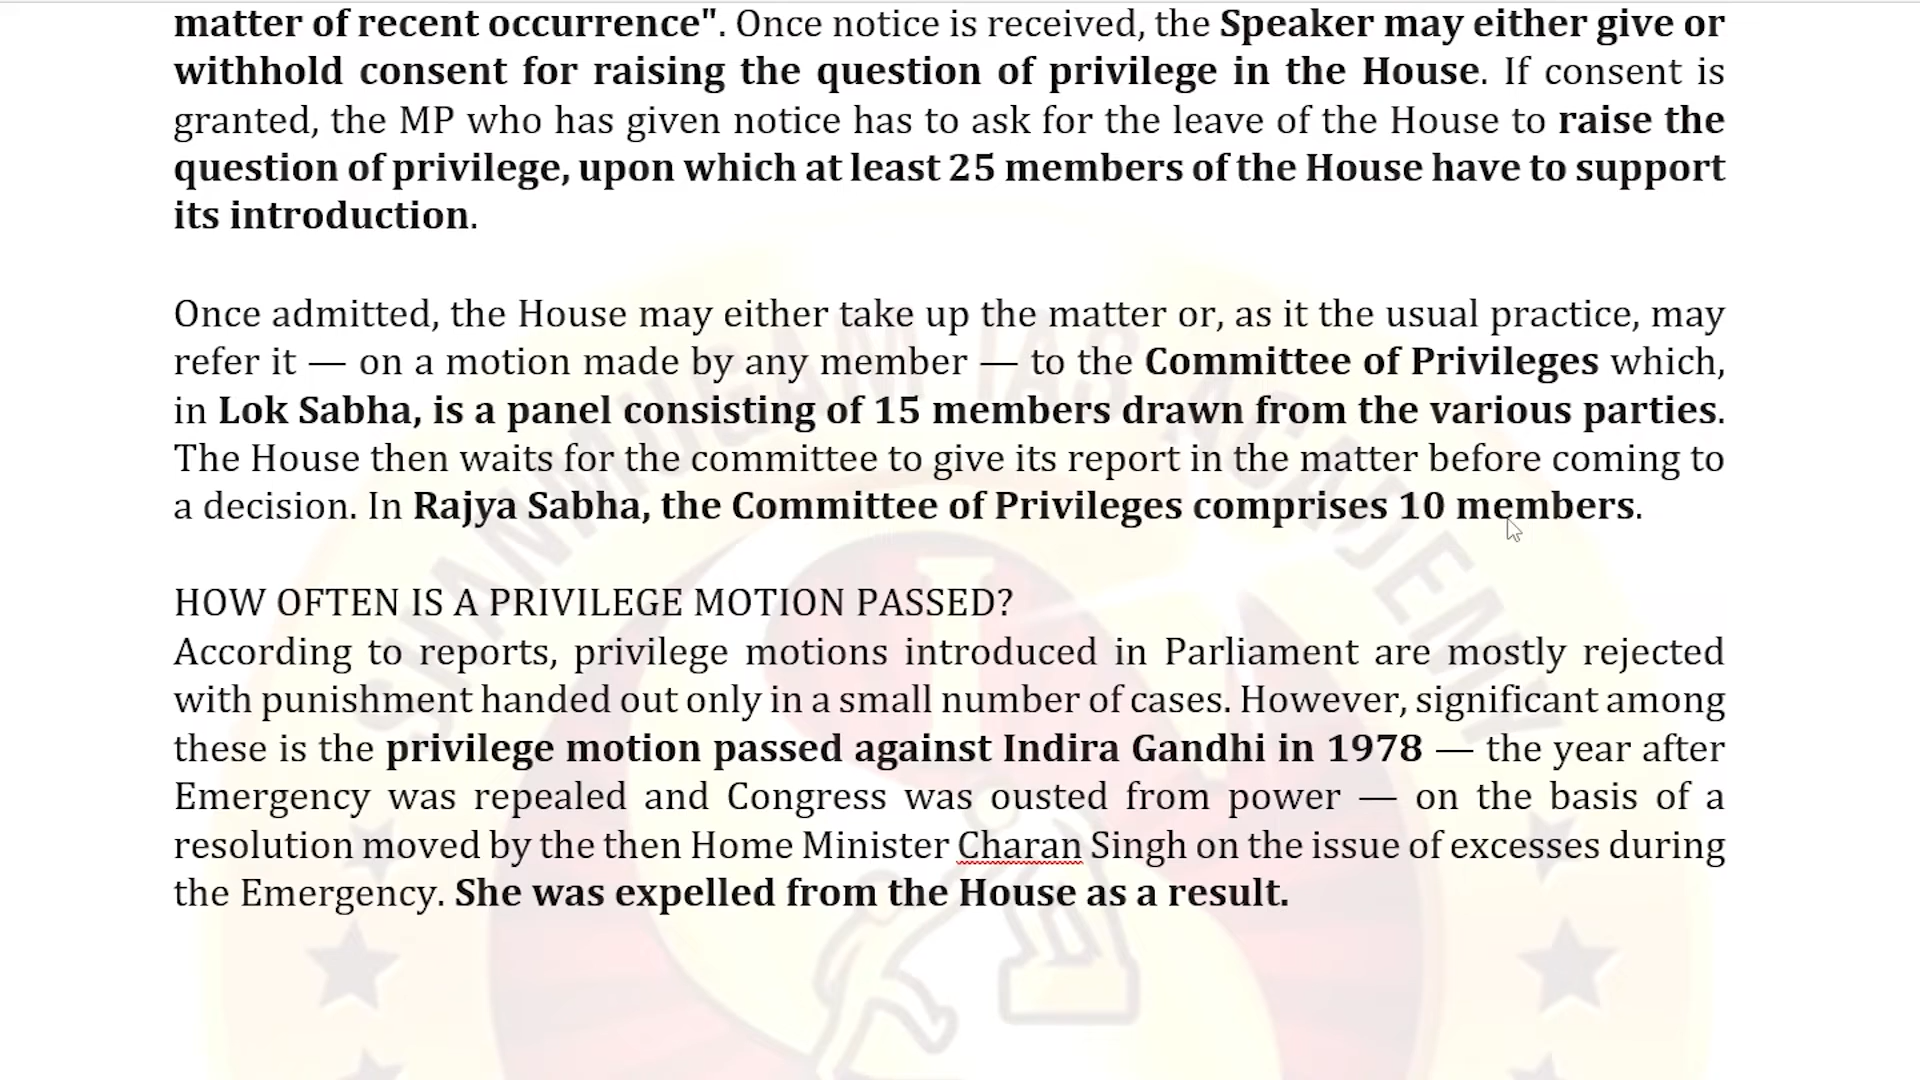 matter of recent occurrence". Once notice is received, the Speaker may either give or
withhold consent for raising the question of privilege in the House. If consent is
granted, the MP who has given notice has to ask for the leave of the House to raise the
question of privilege, upon which at least 25 members of the House have to support
its introduction.
Once admitted, the House may either take up the matter or, as it the usual practice, may
refer it — on a motion made by any member — to the Committee of Privileges which,
in Lok Sabha, is a panel consisting of 15 members drawn from the various parties.
The House then waits for the committee to give its report in the matter before coming to
a decision. In Rajya Sabha, the Committee of Privileges comprises 10 members.
HOW OFTEN IS A PRIVILEGE MOTION PASSED?
According to reports, privilege motions introduced in Parliament are mostly rejected
with punishment handed out only in a small number of cases. However, significant among
these is the privilege motion passed against Indira Gandhi in 1978 — the year after
Emergency was repealed and Congress was ousted from power — on the basis of a
resolution moved by the then Home Minister Charan Singh on the issue of excesses during
the Emergency. She was expelled from the House as a result.
SHANMUGAM IAS ACADEMY